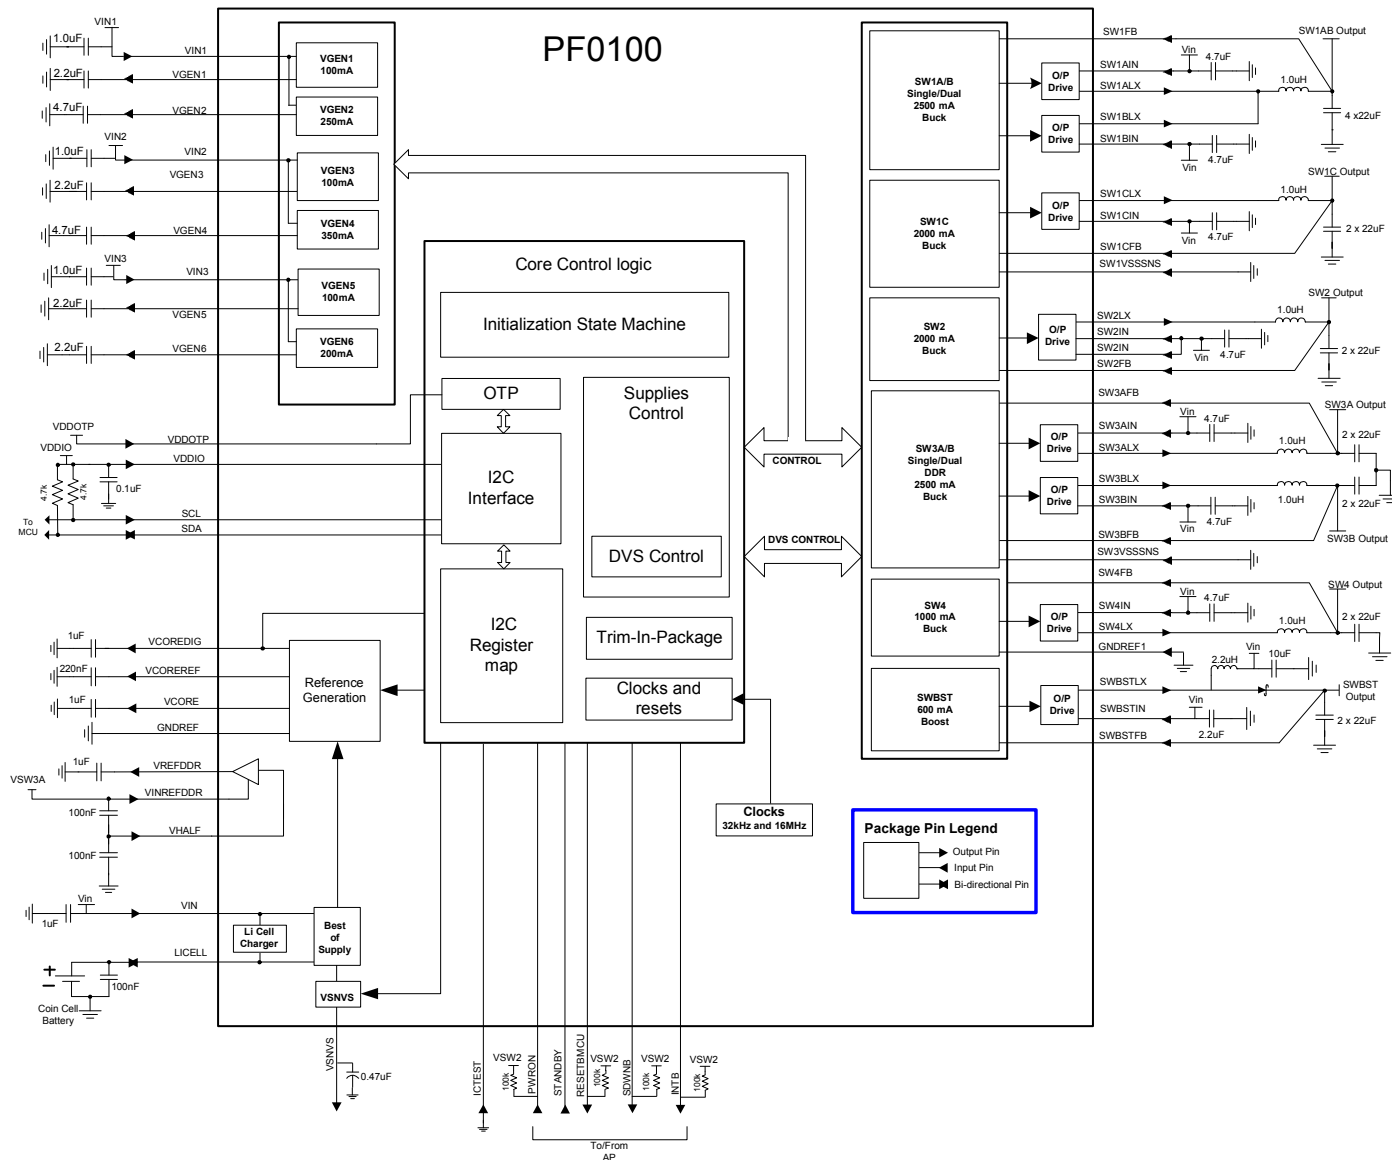 PF0100
VIN1
1.0uF
VIN1
2.2uF
VGEN1
4.7uF
VGEN2
VIN2
1.0uF
VIN2
2.2uF
VGEN3
4.7uF
VGEN4
VIN3
1.0uF
VIN3
2.2uF
VGEN5
2.2uF
VGEN6
VGEN1
100mA
VGEN2
250mA
VGEN3
100mA
VGEN4
350mA
VGEN5
100mA
VGEN6
200mA
VDDOTP
VDDOTP
VDDIO
VDDIO
4.7k
4.7k
0.1uF
To
MCU
SCL
SDA
1uF
VCOREDIG
220nF
VCOREREF
1uF
VCORE
GNDREF
1uF
VREFDDR
VSW3A
VINREFDDR
100nF
VHALF
100nF
Vin
VIN
1uF
LICELL
100nF
+
–
Coin Cell
Battery
Core Control logic
Initialization State Machine
OTP
I2C
Interface
I2C
Register
map
Supplies
Control
DVS Control
Trim-In-Package
Clocks and
resets
Reference
Generation
Li Cell
Charger
Best
of
Supply
VSNVS
Clocks
32kHz and 16MHz
CONTROL
DVS CONTROL
SW1A/B
Single/Dual
2500 mA
Buck
SW1C
2000 mA
Buck
SW2
2000 mA
Buck
SW3A/B
Single/Dual
DDR
2500 mA
Buck
SW4
1000 mA
Buck
SWBST
600 mA
Boost
O/P
Drive
O/P
Drive
O/P
Drive
O/P
Drive
O/P
Drive
O/P
Drive
O/P
Drive
O/P
Drive
SW1FB
SW1AB Output
SW1AIN
Vin
4.7uF
SW1ALX
1.0uH
4 x22uF
SW1BLX
SW1BIN
Vin
4.7uF
SW1C Output
SW1CLX
1.0uH
SW1CIN
Vin
4.7uF
2 x 22uF
SW1CFB
SW1VSSSNS
SW2 Output
SW2LX
1.0uH
SW2IN
SW2IN
Vin
4.7uF
2 x 22uF
SW2FB
SW3AFB
SW3A Output
SW3AIN
Vin
4.7uF
2 x 22uF
SW3ALX
1.0uH
SW3BLX
1.0uH
2 x 22uF
SW3BIN
Vin
4.7uF
SW3BFB
SW3B Output
SW3VSSSNS
SW4FB
SW4 Output
SW4IN
Vin
4.7uF
2 x 22uF
SW4LX
1.0uH
GNDREF1
Vin
2.2uH
10uF
SWBSTLX
SWBST
Output
SWBSTIN
Vin
2.2uF
2 x 22uF
SWBSTFB
Package Pin Legend
Output Pin
Input Pin
Bi-directional Pin
VSNVS
0.47uF
ICTEST
VSW2
100k
PWRON
STANDBY
RESETBMCU
VSW2
100k
SDWNB
VSW2
100k
INTB
VSW2
100k
To/From
AP